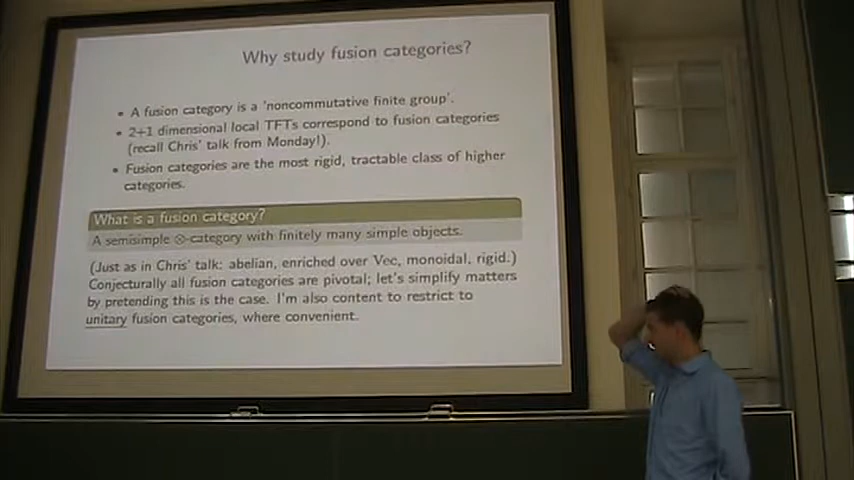 Why study fusion categories?
• A fusion category is a 'noncommutative finite group'.
• 2+1 dimensional local TFTs correspond to fusion categories
(recall Chris' talk from Monday!).
• Fusion categories are the most rigid, tractable class of higher
categories.
What is a fusion category?
A semisimple ⊗-category with finitely many simple objects.
(Just as in Chris' talk: abelian, enriched over Vec, monoidal, rigid.)
Conjecturally all fusion categories are pivotal; let's simplify matters
by pretending this is the case. I'm also content to restrict to
unitary fusion categories, where convenient.